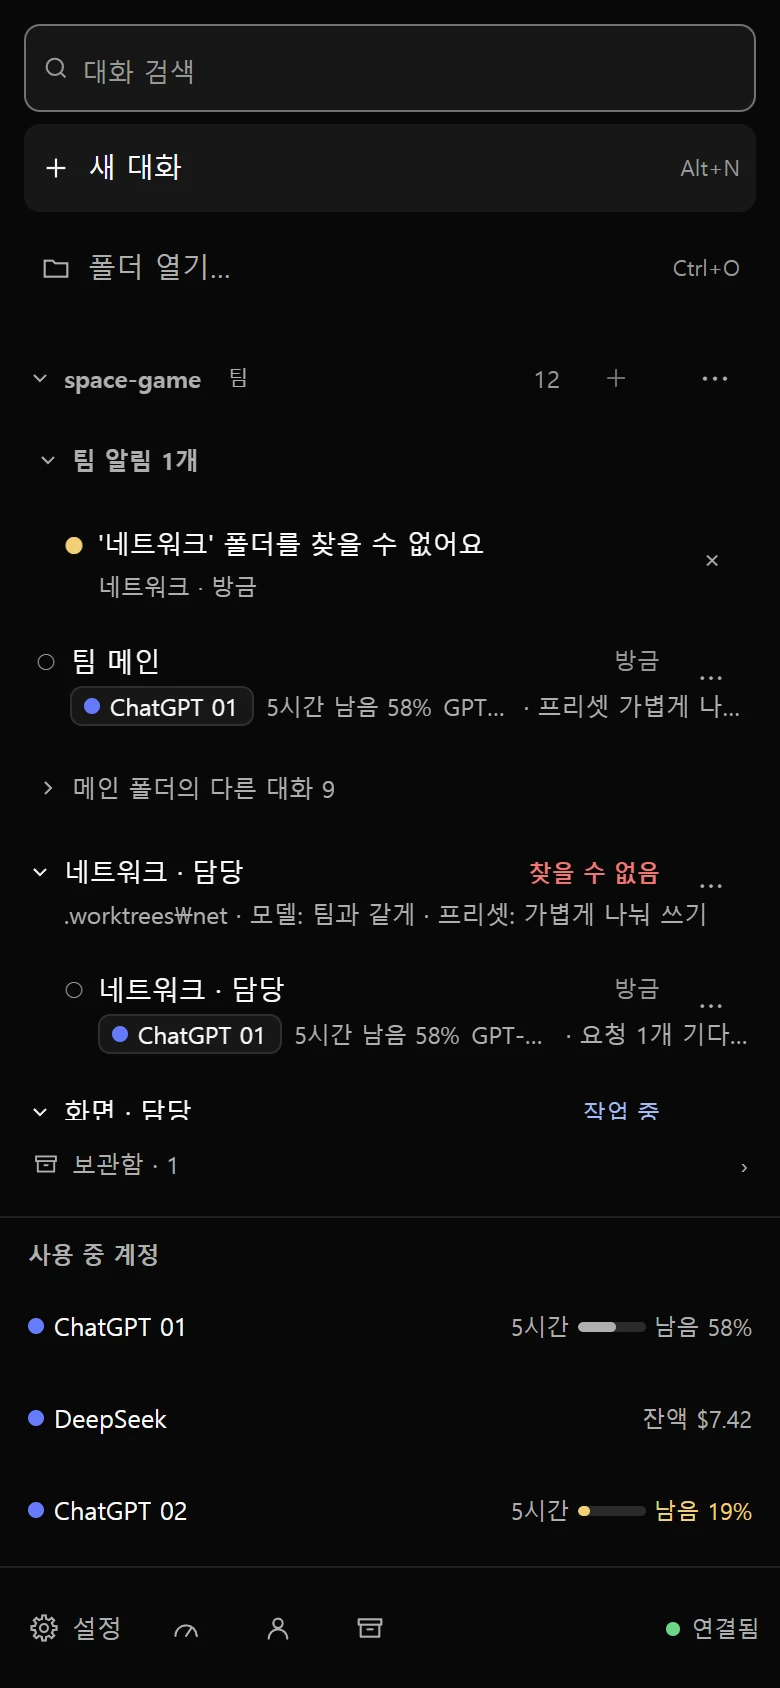 대화 검색
새 대화 Alt+N
폴더 열기... Ctrl+O
space-game 팀 12
팀 알림 1개
'네트워크' 폴더를 찾을 수 없어요
네트워크 · 방금
팀 메인 방금
ChatGPT 01 5시간 남음 58% GPT... · 프리셋 가볍게 나...
메인 폴더의 다른 대화 9
네트워크 · 담당 찾을 수 없음
.worktrees₩net · 모델: 팀과 같게 · 프리셋: 가볍게 나눠 쓰기
네트워크 · 담당 방금
ChatGPT 01 5시간 남음 58% GPT-... · 요청 1개 기다...
화면 · 담당 작업 중
보관함 · 1
사용 중 계정
ChatGPT 01 5시간 남음 58%
DeepSeek 잔액 $7.42
ChatGPT 02 5시간 남음 19%
설정 연결됨